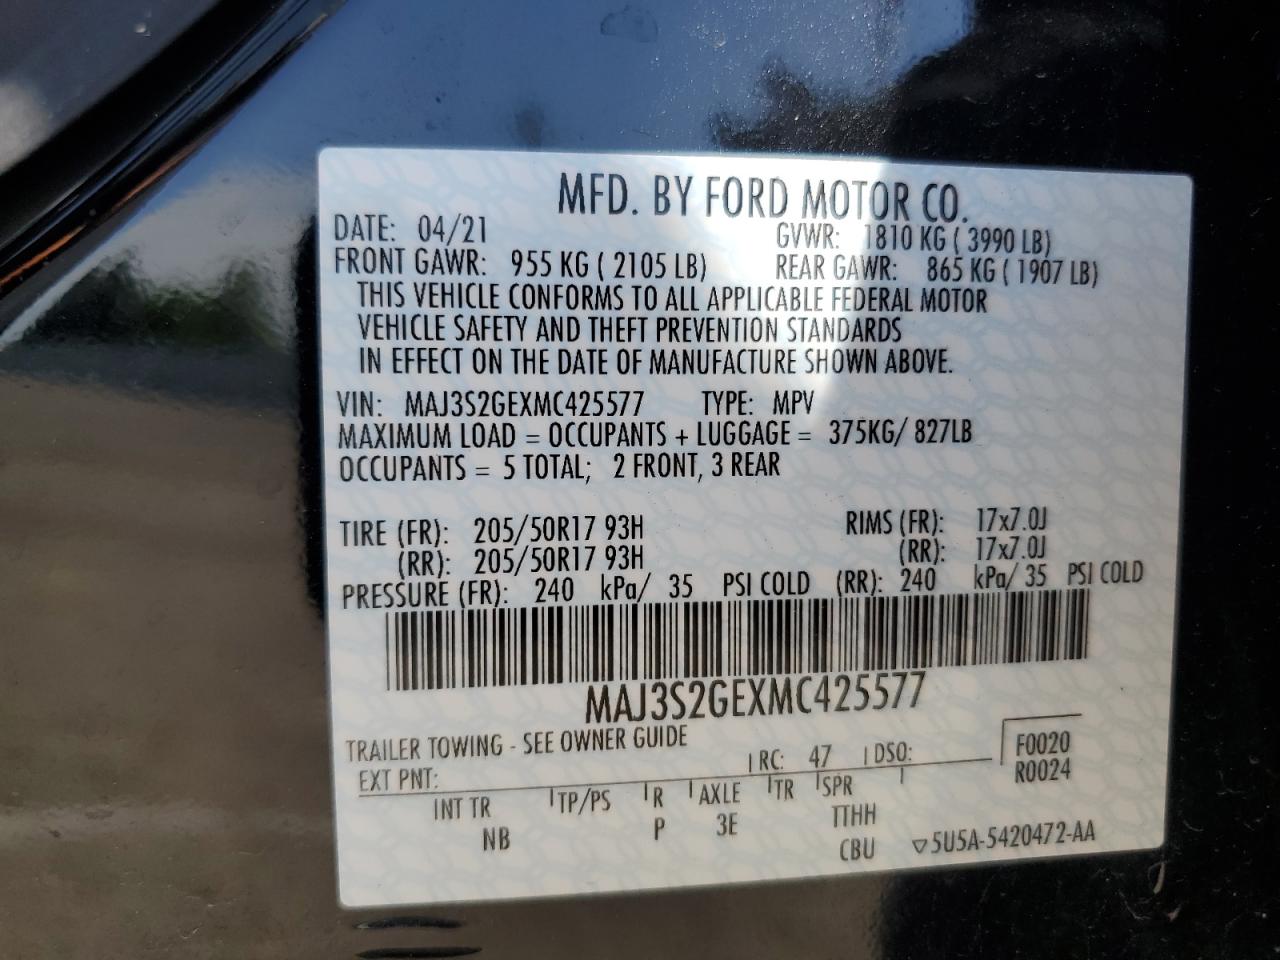 MFD. BY FORD MOTOR CO.
DATE: 04/21 GVWR: 1810 KG ( 3990 LB)
FRONT GAWR: 955 KG ( 2105 LB) REAR GAWR: 865 KG ( 1907 LB)
THIS VEHICLE CONFORMS TO ALL APPLICABLE FEDERAL MOTOR
VEHICLE SAFETY AND THEFT PREVENTION STANDARDS
IN EFFECT ON THE DATE OF MANUFACTURE SHOWN ABOVE.
VIN: MAJ3S2GEXMC425577 TYPE: MPV
MAXIMUM LOAD = OCCUPANTS + LUGGAGE = 375KG/ 827LB
OCCUPANTS = 5 TOTAL; 2 FRONT, 3 REAR
TIRE (FR): 205/50R17 93H RIMS (FR): 17x7.0J
(RR): 205/50R17 93H (RR): 17x7.0J
PRESSURE (FR): 240 kPa/ 35 PSI COLD (RR): 240 kPa/ 35 PSI COLD
MAJ3S2GEXMC425577
TRAILER TOWING - SEE OWNER GUIDE
EXT PNT: RC: 47 DSO: F0020
R0024
INT TR TP/PS R AXLE TR SPR
NB P 3E TTHH
CBU ▽5U5A-5420472-AA